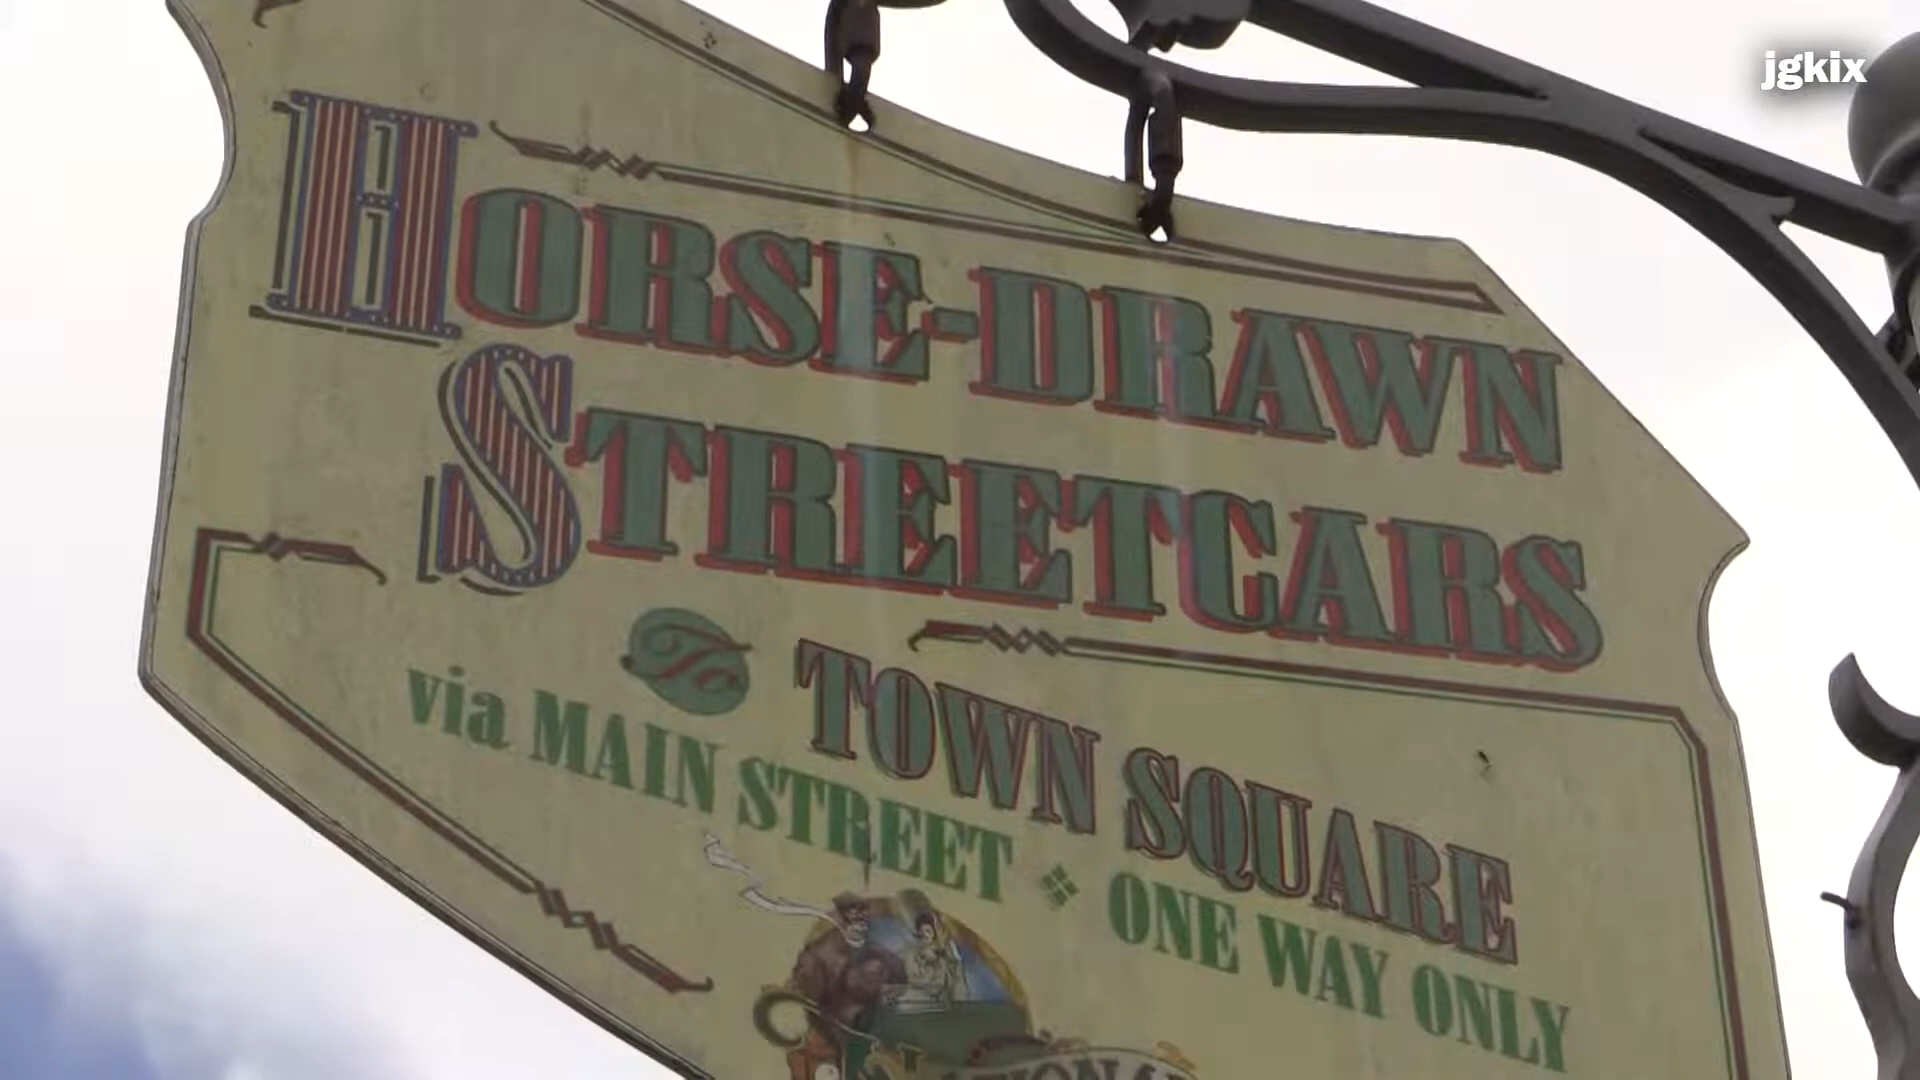 jgkix
HORSE-DRAWN
STREETCARS
To TOWN SQUARE
via MAIN STREET ❖ ONE WAY ONLY